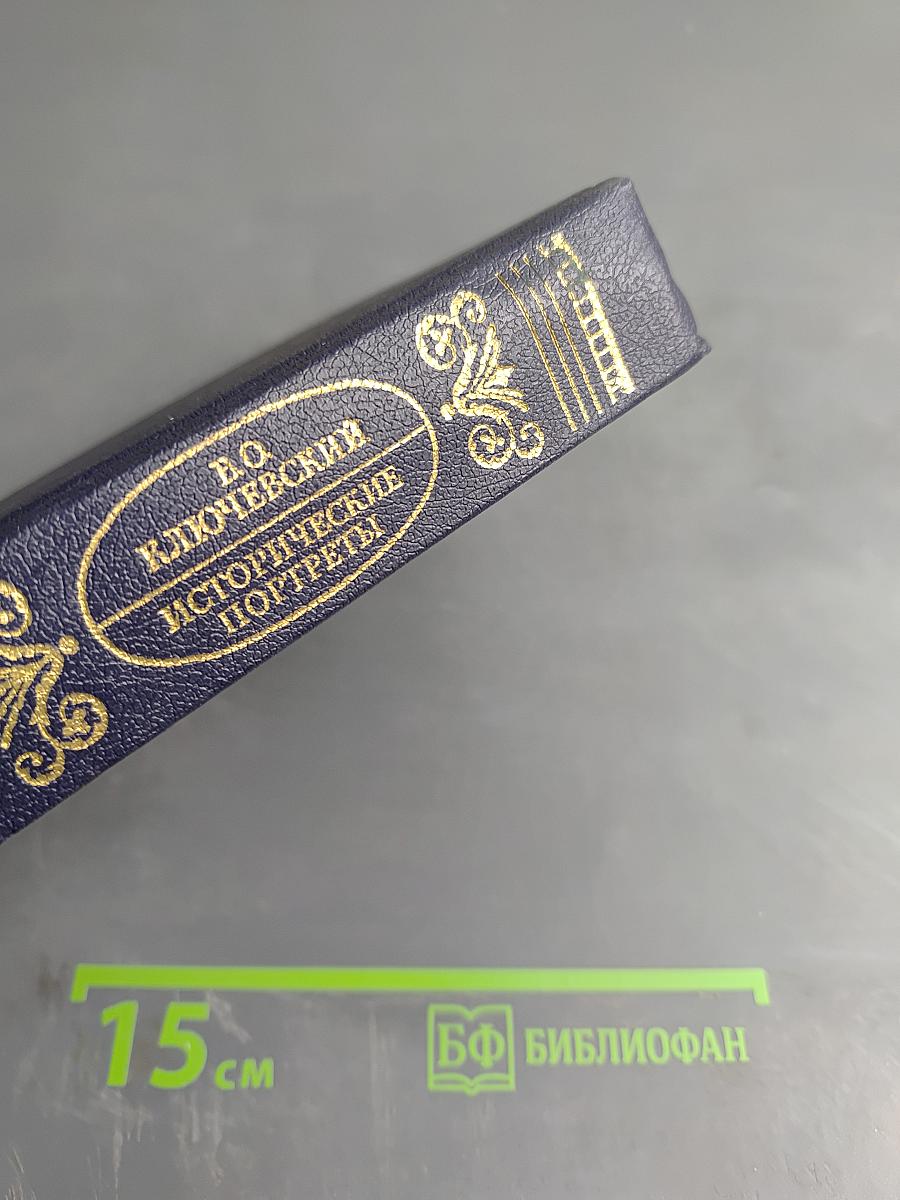 В.О.
КЛЮЧЕВСКИЙ
ИСТОРИЧЕСКИЕ
ПОРТРЕТЫ
15 см
БФ БИБЛИОФАН